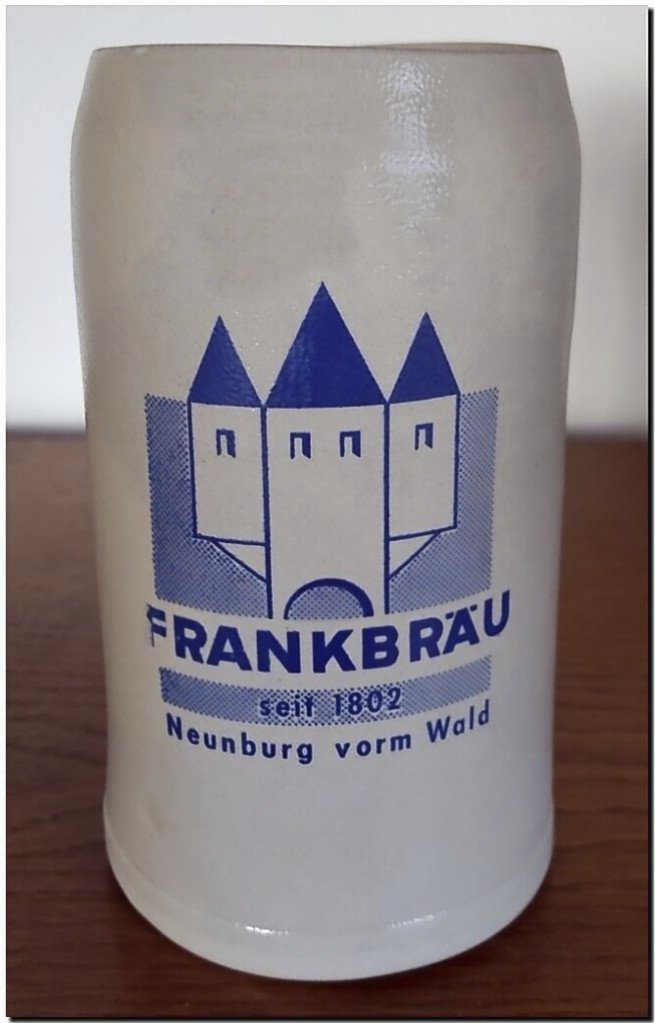 FRANKBRÄU
seit 1802
Neunburg vorm Wald